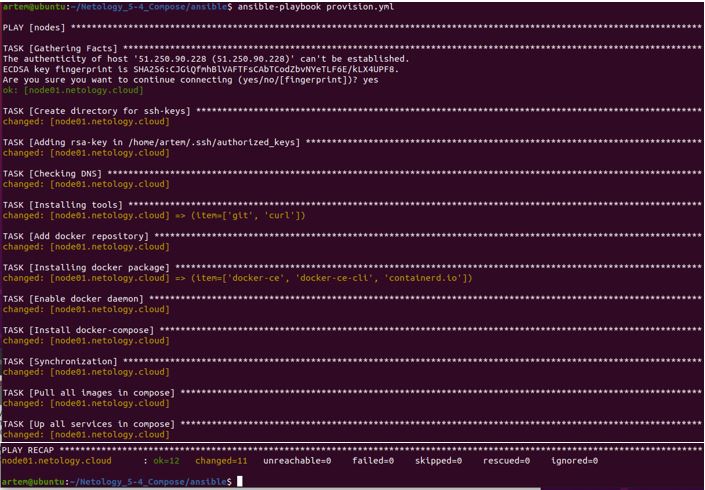 artem@ubuntu:~/Netology_5-4_Compose/ansible$ ansible-playbook provision.yml
PLAY [nodes] ****************************************************************************************************************************
TASK [Gathering Facts] ******************************************************************************************************************
The authenticity of host '51.250.90.228 (51.250.90.228)' can't be established.
ECDSA key fingerprint is SHA256:CJGiQfmhBlVAFTFsCAbTCodZbvNYeTLF6E/kLX4UPF8.
Are you sure you want to continue connecting (yes/no/[fingerprint])? yes
ok: [node01.netology.cloud]
TASK [Create directory for ssh-keys] ****************************************************************************************************
changed: [node01.netology.cloud]
TASK [Adding rsa-key in /home/artem/.ssh/authorized_keys] *******************************************************************************
changed: [node01.netology.cloud]
TASK [Checking DNS] *********************************************************************************************************************
changed: [node01.netology.cloud]
TASK [Installing tools] *****************************************************************************************************************
changed: [node01.netology.cloud] => (item=['git', 'curl'])
TASK [Add docker repository] ************************************************************************************************************
changed: [node01.netology.cloud]
TASK [Installing docker package] ********************************************************************************************************
changed: [node01.netology.cloud] => (item=['docker-ce', 'docker-ce-cli', 'containerd.io'])
TASK [Enable docker daemon] *************************************************************************************************************
changed: [node01.netology.cloud]
TASK [Install docker-compose] ***********************************************************************************************************
changed: [node01.netology.cloud]
TASK [Synchronization] ******************************************************************************************************************
changed: [node01.netology.cloud]
TASK [Pull all images in compose] *******************************************************************************************************
changed: [node01.netology.cloud]
TASK [Up all services in compose] *******************************************************************************************************
changed: [node01.netology.cloud]
PLAY RECAP ******************************************************************************************************************************
node01.netology.cloud : ok=12 changed=11 unreachable=0 failed=0 skipped=0 rescued=0 ignored=0
artem@ubuntu:~/Netology_5-4_Compose/ansible$